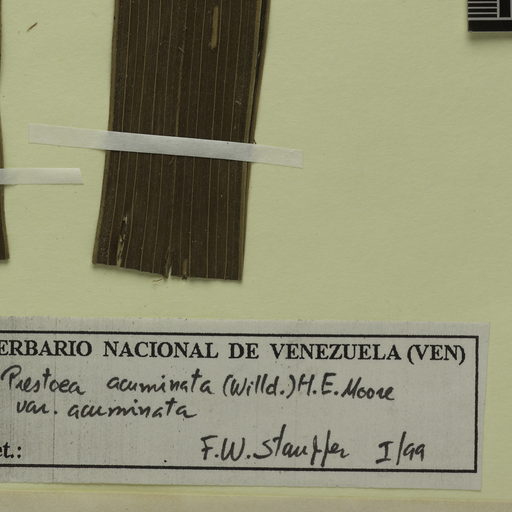 ERBARIO NACIONAL DE VENEZUELA (VEN)
Prestoea acuminata (Willd.) H.E. Moore
var. acuminata
et.: F.W. Stauffer I/99